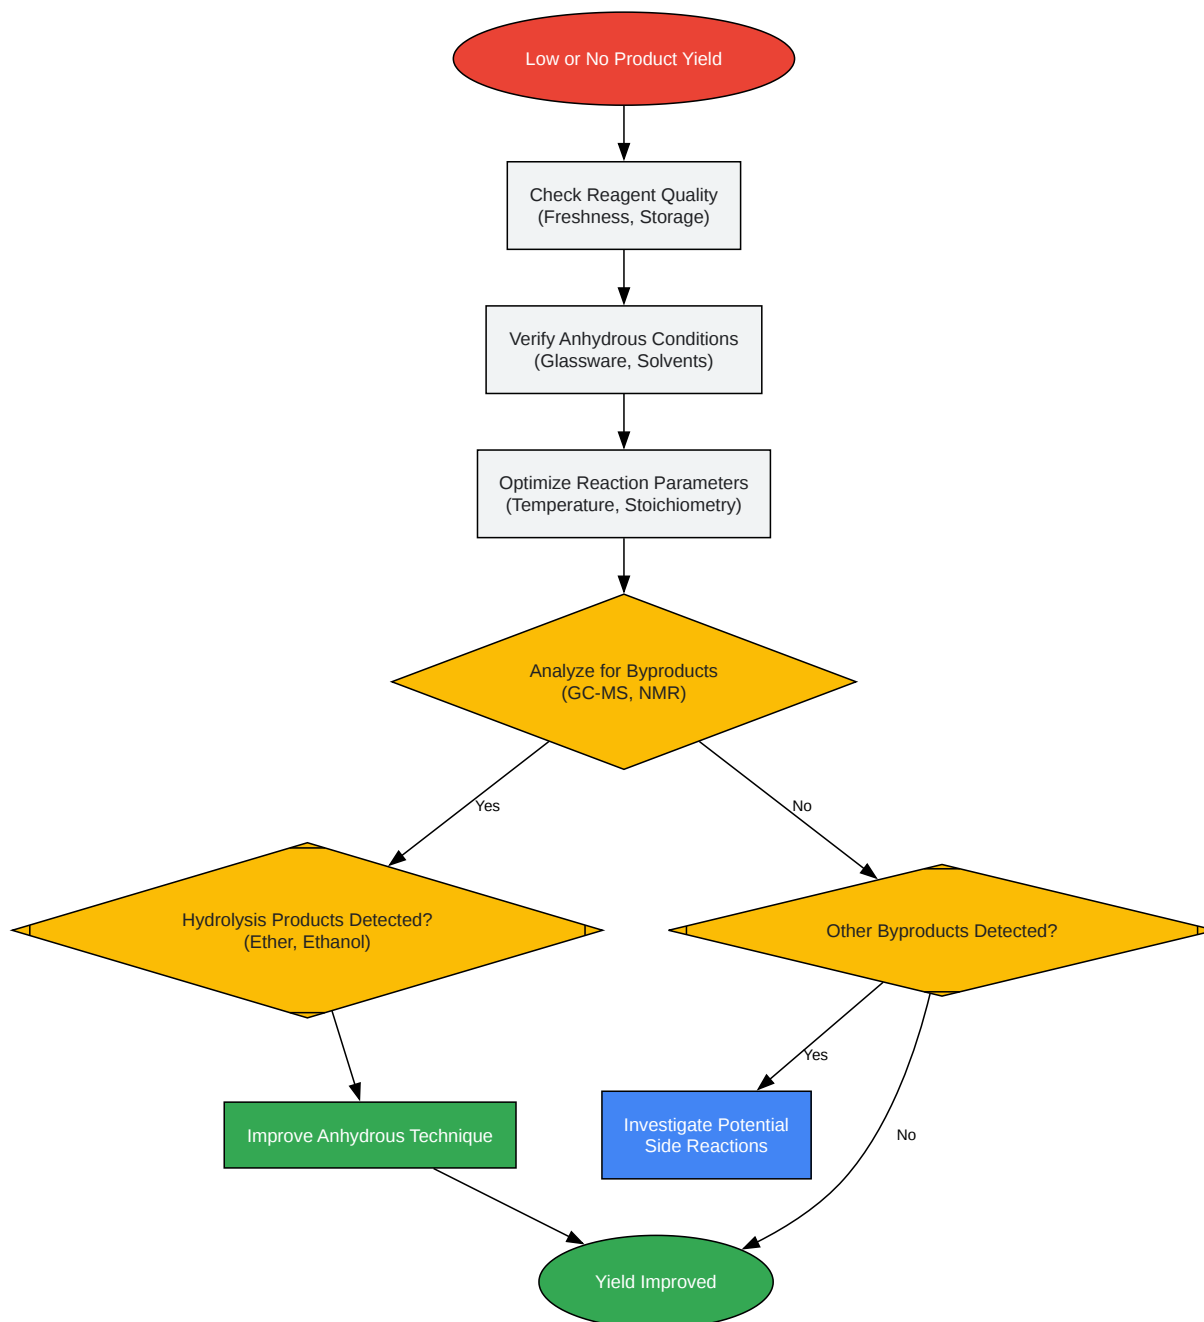 Low or No Product Yield
Check Reagent Quality
(Freshness, Storage)
Verify Anhydrous Conditions
(Glassware, Solvents)
Optimize Reaction Parameters
(Temperature, Stoichiometry)
Analyze for Byproducts
(GC-MS, NMR)
Yes
No
Hydrolysis Products Detected?
(Ether, Ethanol)
Other Byproducts Detected?
Yes
Improve Anhydrous Technique
Investigate Potential
Side Reactions
No
Yield Improved